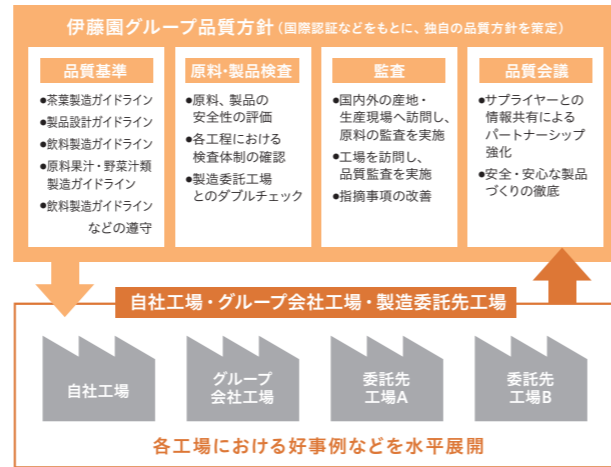 伊藤園グループ品質方針（国際認証などをもとに、独自の品質方針を策定）
品質基準
●茶葉製造ガイドライン
●製品設計ガイドライン
●飲料製造ガイドライン
●原料果汁・野菜汁類
製造ガイドライン
●飲料製造ガイドライン
などの遵守
原料・製品検査
●原料、製品の
安全性の評価
●各工程における
検査体制の確認
●製造委託工場
とのダブルチェック
監査
●国内外の産地・
生産現場へ訪問し、
原料の監査を実施
●工場を訪問し、
品質監査を実施
●指摘事項の改善
品質会議
●サプライヤーとの
情報共有による
パートナーシップ
強化
●安全・安心な製品
づくりの徹底
自社工場・グループ会社工場・製造委託先工場
自社工場
グループ
会社工場
委託先
工場A
委託先
工場B
各工場における好事例などを水平展開